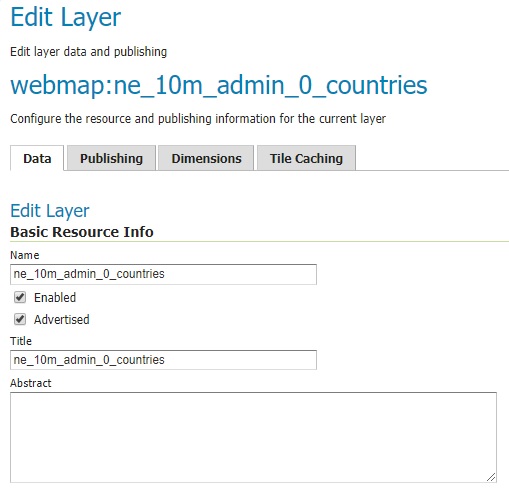 Edit Layer
Edit layer data and publishing
webmap:ne_10m_admin_0_countries
Configure the resource and publishing information for the current layer
Data Publishing Dimensions Tile Caching
Edit Layer
Basic Resource Info
Name
ne_10m_admin_0_countries
Enabled
Advertised
Title
ne_10m_admin_0_countries
Abstract